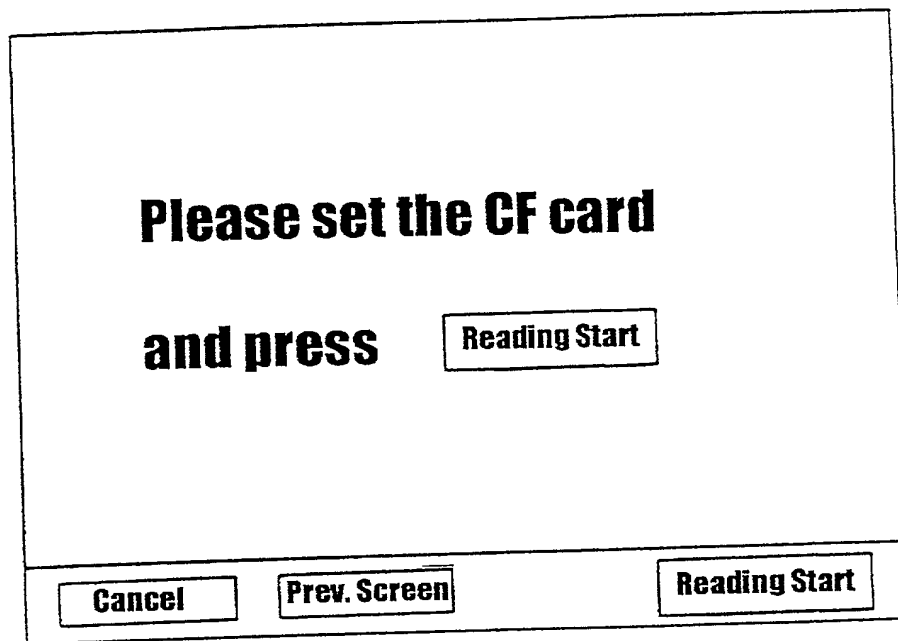 Please set the CF card
and press Reading Start
Cancel Prev. Screen Reading Start